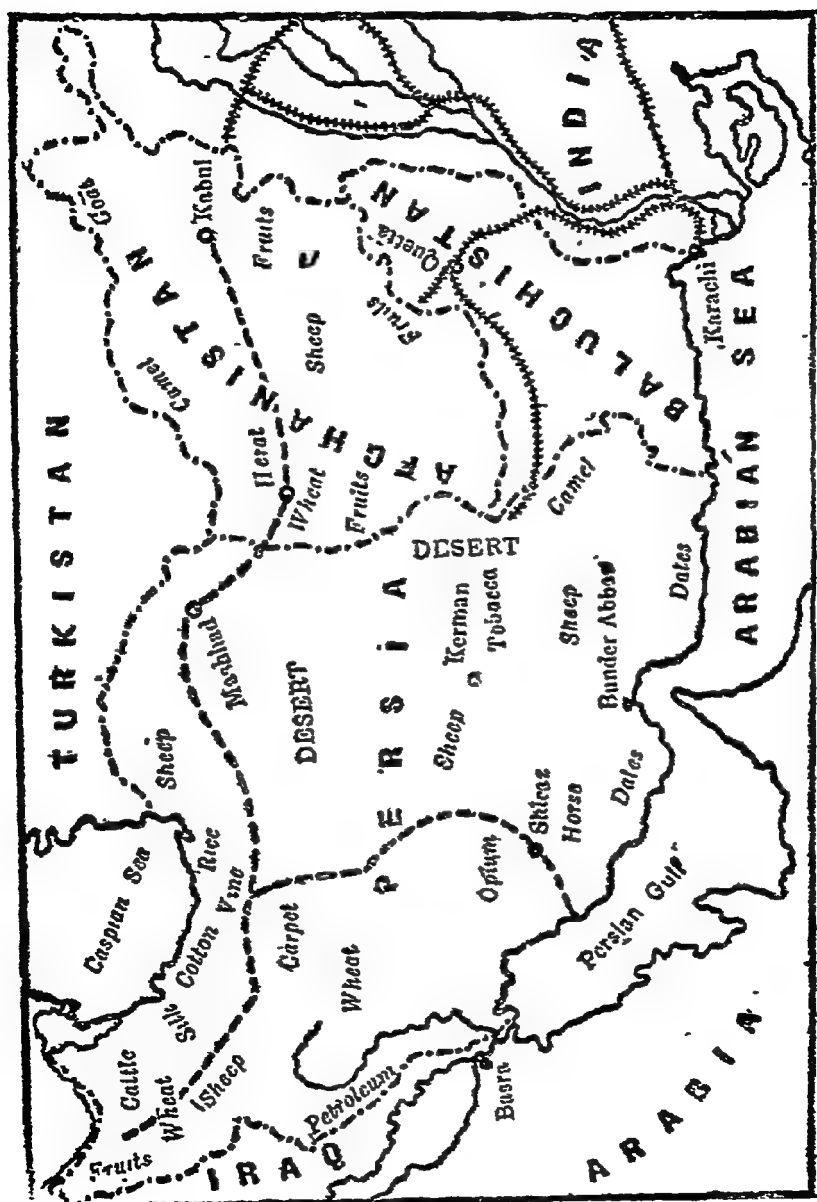 TURKISTAN
Caspian Sea
Goat
Camel
AFGHANISTAN
Kabul
Fruits
Sheep
Fruits
Quetta
BALUCHISTAN
INDIA
Karachi
ARABIAN SEA
Herat
Wheat
Fruits
DESERT
Camel
Sheep
Rice
Cotton
Vine
Silk
Cattle
Wheat
Sheep
Fruits
IRAQ
Petroleum
Carpet
Wheat
DESERT
PERSIA
Kerman
Tobacco
Sheep
Sheep
Bunder Abbas
Dates
Opium
Shiraz
Horse
Dates
Persian Gulf
Basra
ARABIA